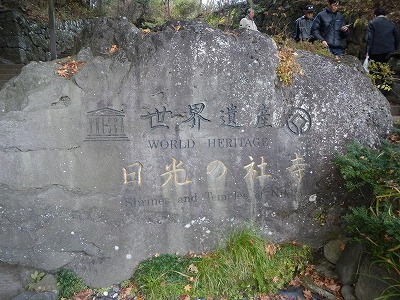 世界遺産
WORLD HERITAGE
日光の社寺
Shrines and Temples of Nikko